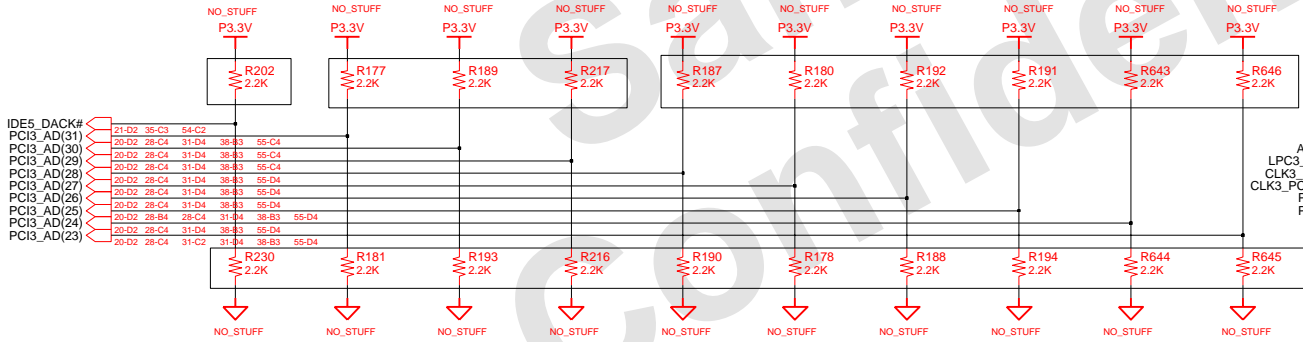 NO_STUFF NO_STUFF NO_STUFF NO_STUFF NO_STUFF NO_STUFF NO_STUFF NO_STUFF NO_STUFF NO_STUFF
P3.3V P3.3V P3.3V P3.3V P3.3V P3.3V P3.3V P3.3V P3.3V P3.3V
R202 R177 R189 R217 R187 R180 R192 R191 R643 R646
2.2K 2.2K 2.2K 2.2K 2.2K 2.2K 2.2K 2.2K 2.2K 2.2K
IDE5_DACK#
21-D2 35-C3 54-C2
PCI3_AD(31)
20-D2 28-C4 31-D4 38-B3 55-C4
PCI3_AD(30)
20-D2 28-C4 31-D4 38-B3 55-C4
PCI3_AD(29)
20-D2 28-C4 31-D4 38-B3 55-C4
PCI3_AD(28)
20-D2 28-C4 31-D4 38-B3 55-C4
PCI3_AD(27)
20-D2 28-C4 31-D4 38-B3 55-D4
PCI3_AD(26)
20-D2 28-C4 31-D4 38-B3 55-D4
PCI3_AD(25)
20-D2 28-B4 28-C4 31-D4 38-B3 55-D4
PCI3_AD(24)
20-D2 28-C4 31-D4 38-B3 55-D4
PCI3_AD(23)
20-D2 28-C4 31-C2 31-D4 38-B3 55-D4
A
LPC3_
CLK3_
CLK3_PC
P
F
R230 R181 R193 R216 R190 R178 R188 R194 R644 R645
2.2K 2.2K 2.2K 2.2K 2.2K 2.2K 2.2K 2.2K 2.2K 2.2K
NO_STUFF NO_STUFF NO_STUFF NO_STUFF NO_STUFF NO_STUFF NO_STUFF NO_STUFF NO_STUFF NO_STUFF
Sa
Confiden